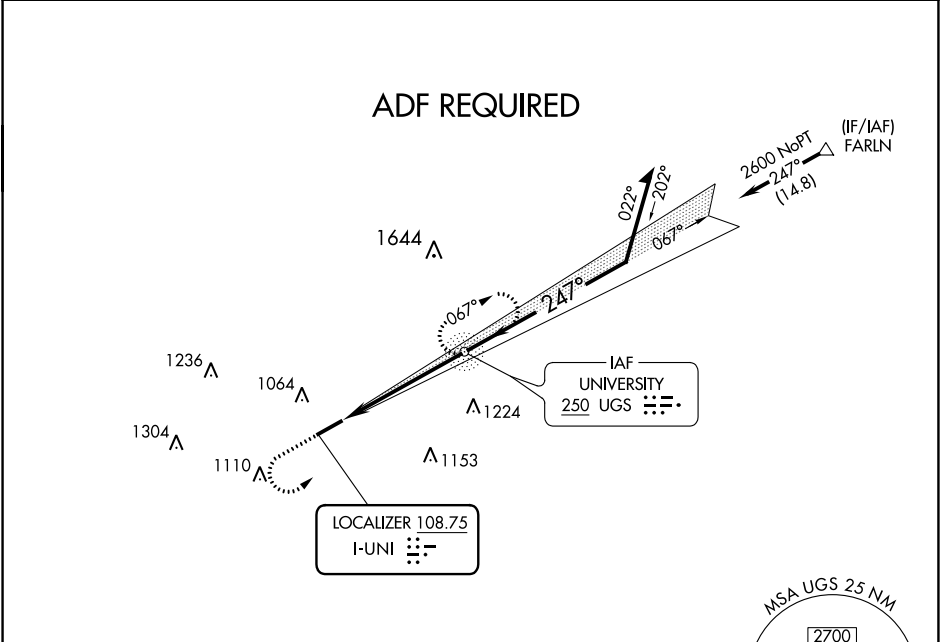 ADF REQUIRED
(IF/IAF)
FARLN
2600 NoPT
247°
(14.8)
022°
202°
067°
1644
067°
247°
IAF
UNIVERSITY
250 UGS
1236
1064
1224
1304
1153
1110
LOCALIZER 108.75
I-UNI
MSA UGS 25 NM
2700